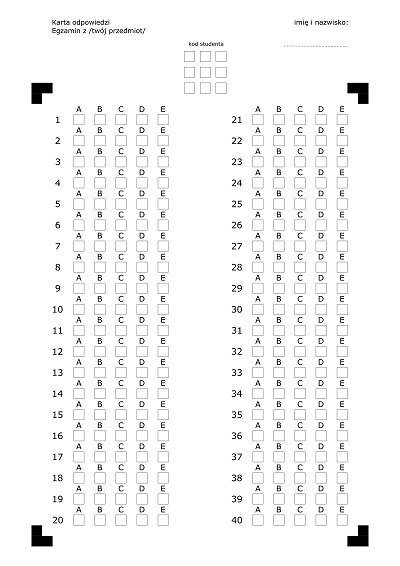 Karta odpowiedzi
Egzamin z /twój przedmiot/
imię i nazwisko:
kod studenta
A B C D E
1
A B C D E
2
A B C D E
3
A B C D E
4
A B C D E
5
A B C D E
6
A B C D E
7
A B C D E
8
A B C D E
9
A B C D E
10
A B C D E
11
A B C D E
12
A B C D E
13
A B C D E
14
A B C D E
15
A B C D E
16
A B C D E
17
A B C D E
18
A B C D E
19
A B C D E
20
A B C D E
21
A B C D E
22
A B C D E
23
A B C D E
24
A B C D E
25
A B C D E
26
A B C D E
27
A B C D E
28
A B C D E
29
A B C D E
30
A B C D E
31
A B C D E
32
A B C D E
33
A B C D E
34
A B C D E
35
A B C D E
36
A B C D E
37
A B C D E
38
A B C D E
39
A B C D E
40